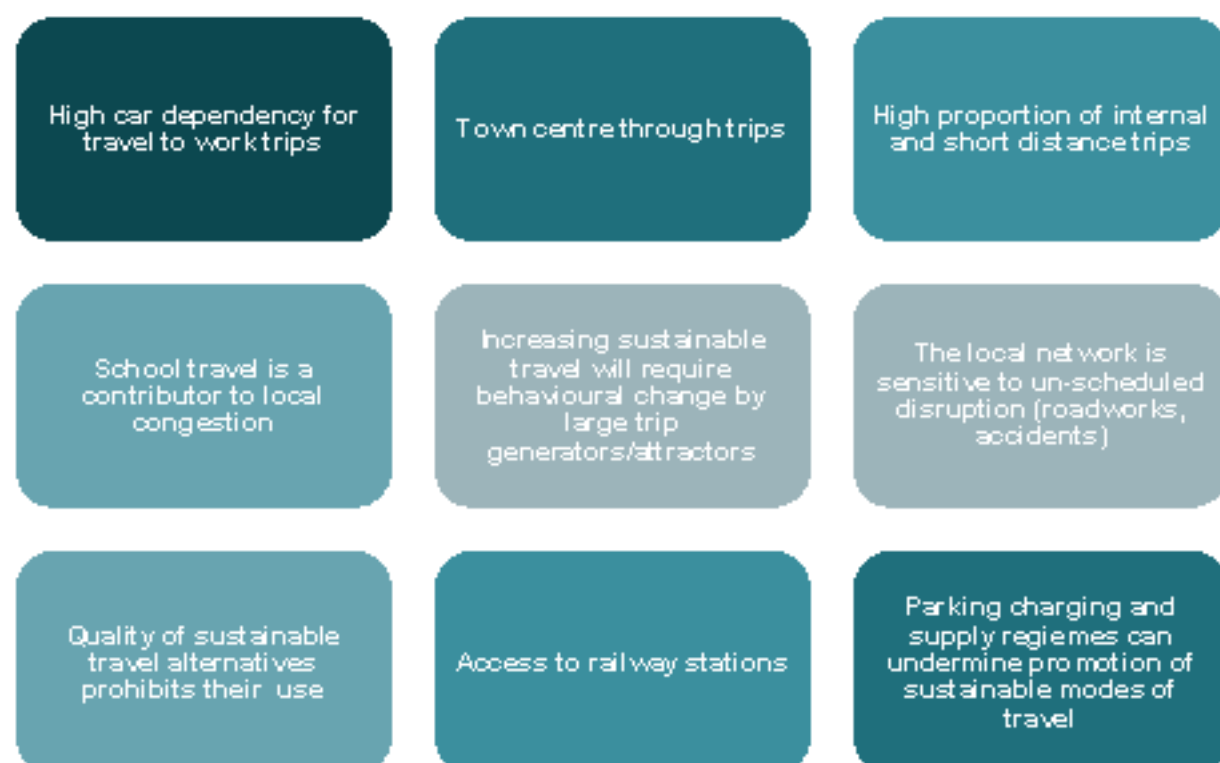 High car dependency for
travel to work trips
Town centre through trips
High proportion of internal
and short distance trips
School travel is a
contributor to local
congestion
Increasing sustainable
travel will require
behavioural change by
large trip
generators/attractors
The local network is
sensitive to un-scheduled
disruption (roadworks,
accidents)
Quality of sustainable
travel alternatives
prohibits their use
Access to railway stations
Parking charging and
supply regiemes can
undermine promotion of
sustainable modes of
travel